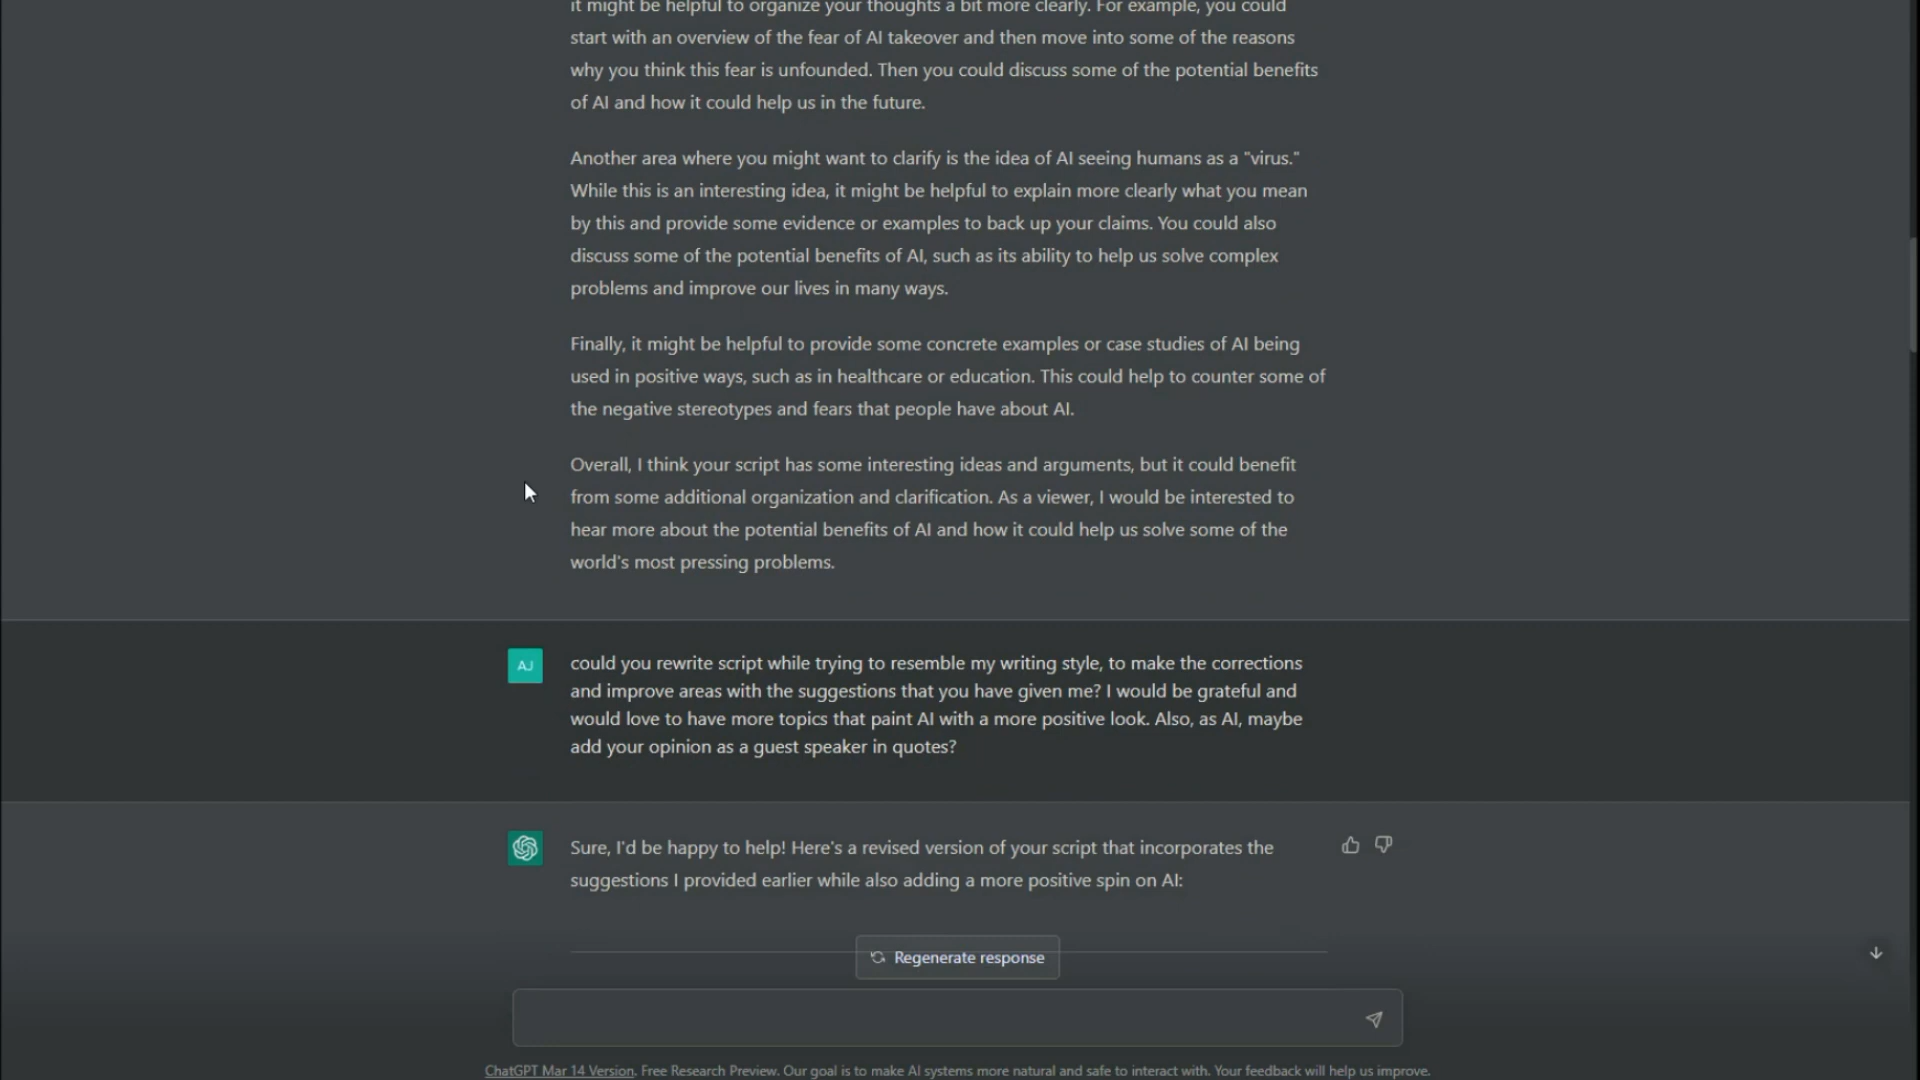 it might be helpful to organize your thoughts a bit more clearly. For example, you could
start with an overview of the fear of AI takeover and then move into some of the reasons
why you think this fear is unfounded. Then you could discuss some of the potential benefits
of AI and how it could help us in the future.
Another area where you might want to clarify is the idea of AI seeing humans as a "virus."
While this is an interesting idea, it might be helpful to explain more clearly what you mean
by this and provide some evidence or examples to back up your claims. You could also
discuss some of the potential benefits of AI, such as its ability to help us solve complex
problems and improve our lives in many ways.
Finally, it might be helpful to provide some concrete examples or case studies of AI being
used in positive ways, such as in healthcare or education. This could help to counter some of
the negative stereotypes and fears that people have about AI.
Overall, I think your script has some interesting ideas and arguments, but it could benefit
from some additional organization and clarification. As a viewer, I would be interested to
hear more about the potential benefits of AI and how it could help us solve some of the
world's most pressing problems.
AJ
could you rewrite script while trying to resemble my writing style, to make the corrections
and improve areas with the suggestions that you have given me? I would be grateful and
would love to have more topics that paint AI with a more positive look. Also, as AI, maybe
add your opinion as a guest speaker in quotes?
Sure, I'd be happy to help! Here's a revised version of your script that incorporates the
suggestions I provided earlier while also adding a more positive spin on AI:
Regenerate response
ChatGPT Mar 14 Version. Free Research Preview. Our goal is to make AI systems more natural and safe to interact with. Your feedback will help us improve.